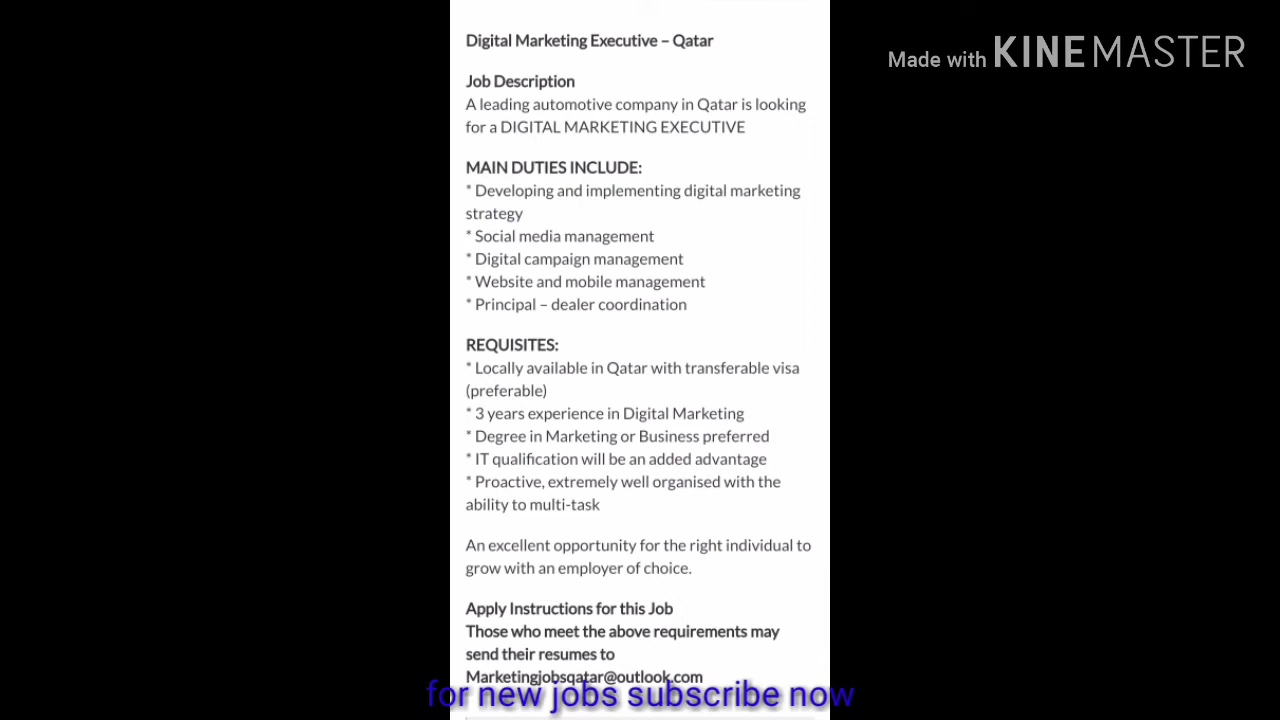 Digital Marketing Executive – Qatar
Made with KINEMASTER
Job Description
A leading automotive company in Qatar is looking
for a DIGITAL MARKETING EXECUTIVE
MAIN DUTIES INCLUDE:
* Developing and implementing digital marketing
strategy
* Social media management
* Digital campaign management
* Website and mobile management
* Principal – dealer coordination
REQUISITES:
* Locally available in Qatar with transferable visa
(preferable)
* 3 years experience in Digital Marketing
* Degree in Marketing or Business preferred
* IT qualification will be an added advantage
* Proactive, extremely well organised with the
ability to multi-task
An excellent opportunity for the right individual to
grow with an employer of choice.
Apply Instructions for this Job
Those who meet the above requirements may
send their resumes to
Marketingjobsqatar@outlook.com
for new jobs subscribe now